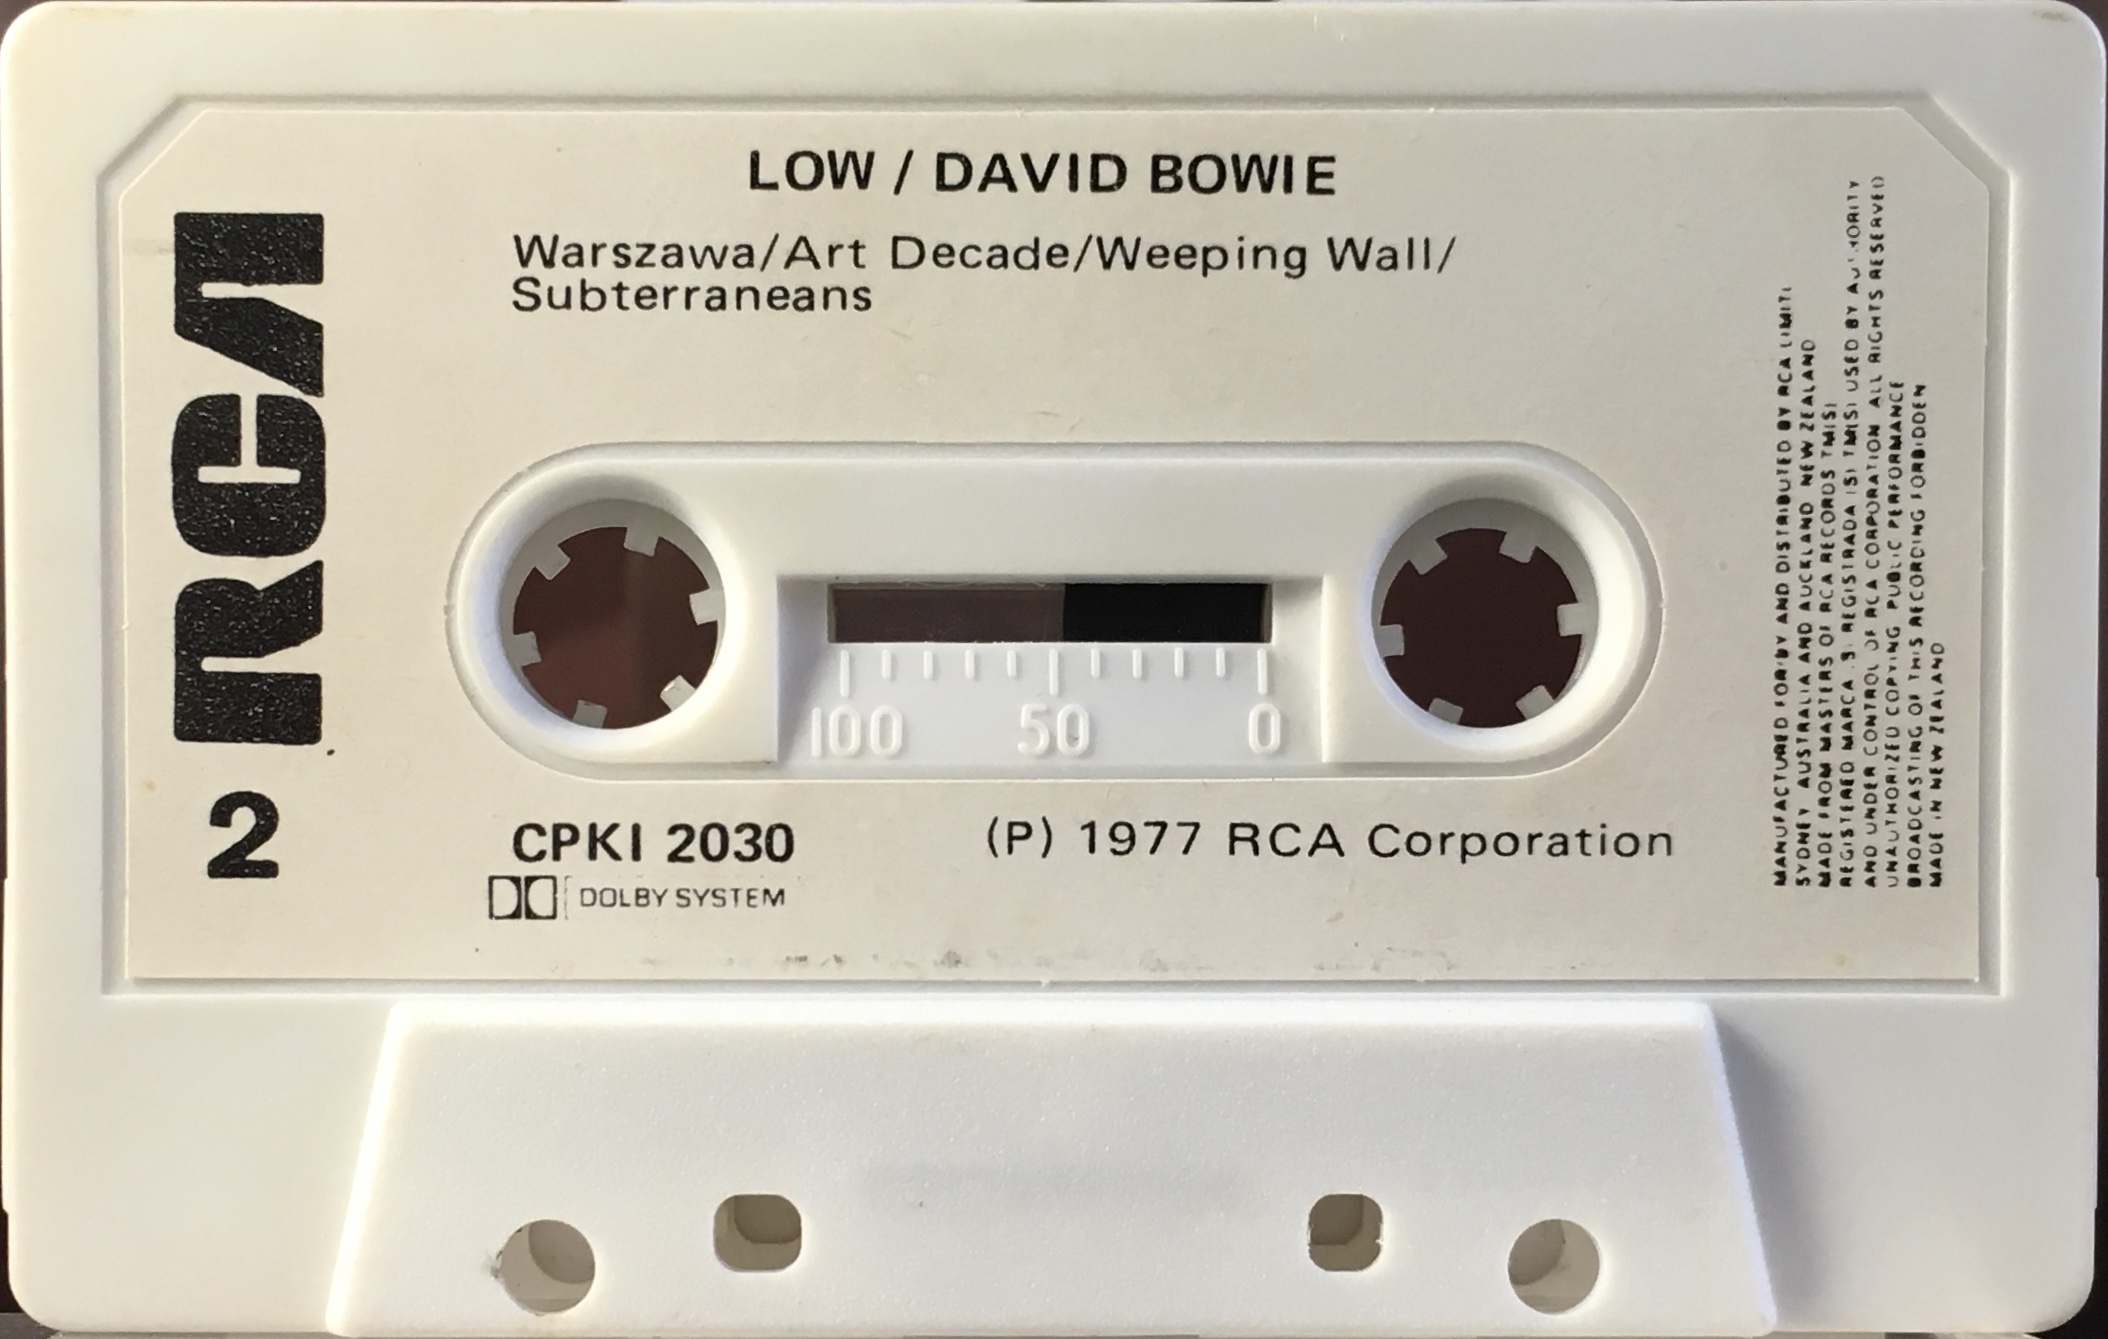 LOW / DAVID BOWIE
Warszawa/Art Decade/Weeping Wall/
Subterraneans
RCA
2
100 50 0
CPKI 2030
(P) 1977 RCA Corporation
DOLBY SYSTEM
MANUFACTURED FOR/BY AND DISTRIBUTED BY RCA LIMIT
SYDNEY AUSTRALIA AND AUCKLAND NEW ZEALAND
MADE FROM MASTERS OF RCA RECORDS TM(S)
REGISTERED MARCA(S) REGISTRADA(S) TM(S) USED BY AUTHORITY
AND UNDER CONTROL OF RCA CORPORATION ALL RIGHTS RESERVED
UNAUTHORIZED COPYING PUBLIC PERFORMANCE
BROADCASTING OF THIS RECORDING FORBIDDEN
MADE IN NEW ZEALAND